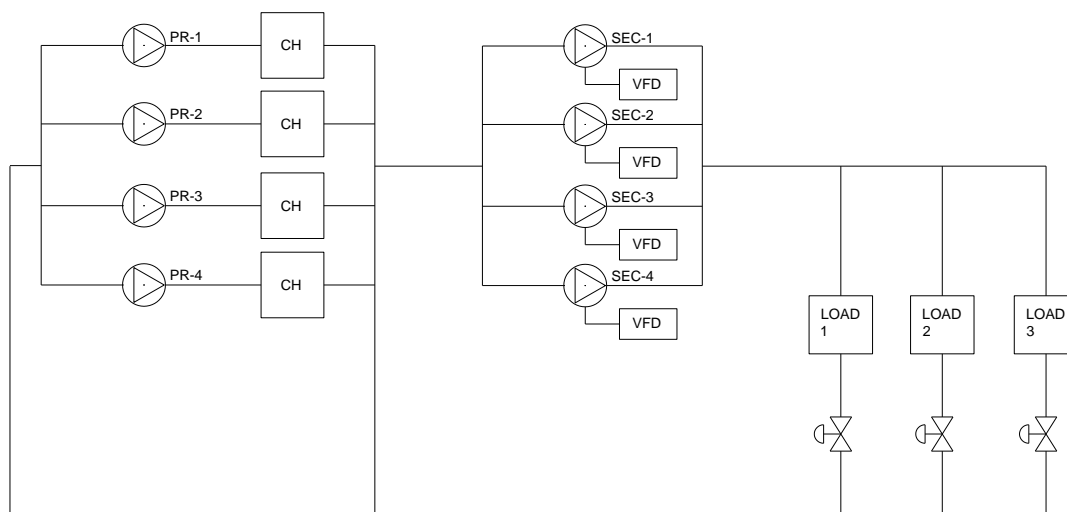 PR-1
CH
PR-2
CH
PR-3
CH
PR-4
CH
SEC-1
VFD
SEC-2
VFD
SEC-3
VFD
SEC-4
VFD
LOAD
1
LOAD
2
LOAD
3